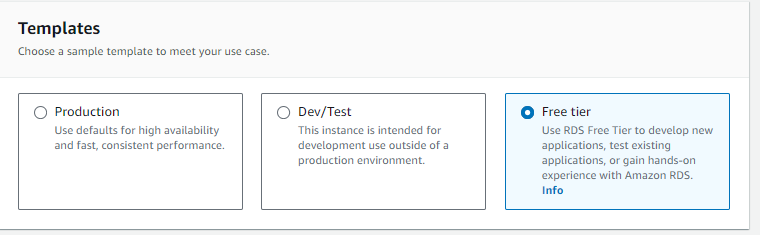 Templates
Choose a sample template to meet your use case.
Production
Use defaults for high availability
and fast, consistent performance.
Dev/Test
This instance is intended for
development use outside of a
production environment.
Free tier
Use RDS Free Tier to develop new
applications, test existing
applications, or gain hands-on
experience with Amazon RDS.
Info